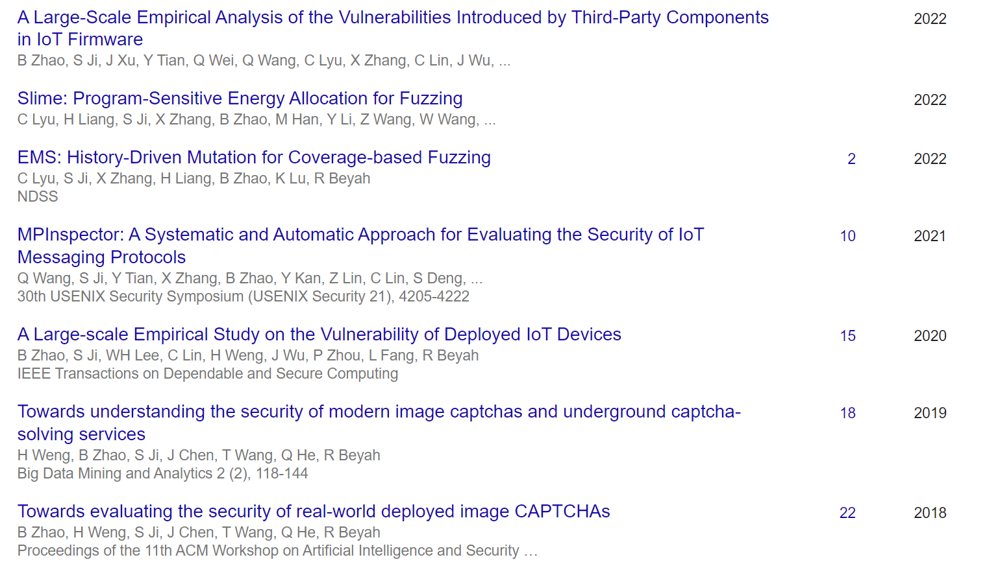 A Large-Scale Empirical Analysis of the Vulnerabilities Introduced by Third-Party Components 2022
in IoT Firmware
B Zhao, S Ji, J Xu, Y Tian, Q Wei, Q Wang, C Lyu, X Zhang, C Lin, J Wu, ...
Slime: Program-Sensitive Energy Allocation for Fuzzing 2022
C Lyu, H Liang, S Ji, X Zhang, B Zhao, M Han, Y Li, Z Wang, W Wang, ...
EMS: History-Driven Mutation for Coverage-based Fuzzing 2 2022
C Lyu, S Ji, X Zhang, H Liang, B Zhao, K Lu, R Beyah
NDSS
MPInspector: A Systematic and Automatic Approach for Evaluating the Security of IoT 10 2021
Messaging Protocols
Q Wang, S Ji, Y Tian, X Zhang, B Zhao, Y Kan, Z Lin, C Lin, S Deng, ...
30th USENIX Security Symposium (USENIX Security 21), 4205-4222
A Large-scale Empirical Study on the Vulnerability of Deployed IoT Devices 15 2020
B Zhao, S Ji, WH Lee, C Lin, H Weng, J Wu, P Zhou, L Fang, R Beyah
IEEE Transactions on Dependable and Secure Computing
Towards understanding the security of modern image captchas and underground captcha- 18 2019
solving services
H Weng, B Zhao, S Ji, J Chen, T Wang, Q He, R Beyah
Big Data Mining and Analytics 2 (2), 118-144
Towards evaluating the security of real-world deployed image CAPTCHAs 22 2018
B Zhao, H Weng, S Ji, J Chen, T Wang, Q He, R Beyah
Proceedings of the 11th ACM Workshop on Artificial Intelligence and Security …